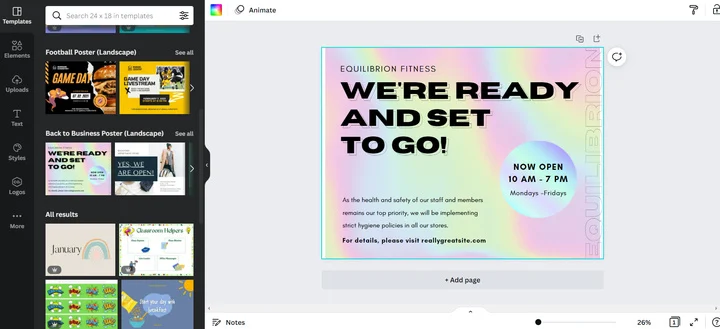 Templates
Elements
Uploads
Text
Styles
Logos
More
Search 24 x 18 in templates
Football Poster (Landscape)
See all
GAME DAY
GAME DAY
LIVESTREAM
Back to Business Poster (Landscape)
See all
WE'RE READY
AND SET
TO GO!
YES, WE
ARE OPEN!
All results
January
Classroom Helpers
Start your day with
breakfast
Animate
EQUILIBRION FITNESS
WE'RE READY
AND SET
TO GO!
NOW OPEN
10 AM - 7 PM
Mondays -Fridays
As the health and safety of our staff and members
remains our top priority, we will be implementing
strict hygiene policies in all our stores.
For details, please visit reallygreatsite.com
EQUILIBRION
+ Add page
Notes
26%
1